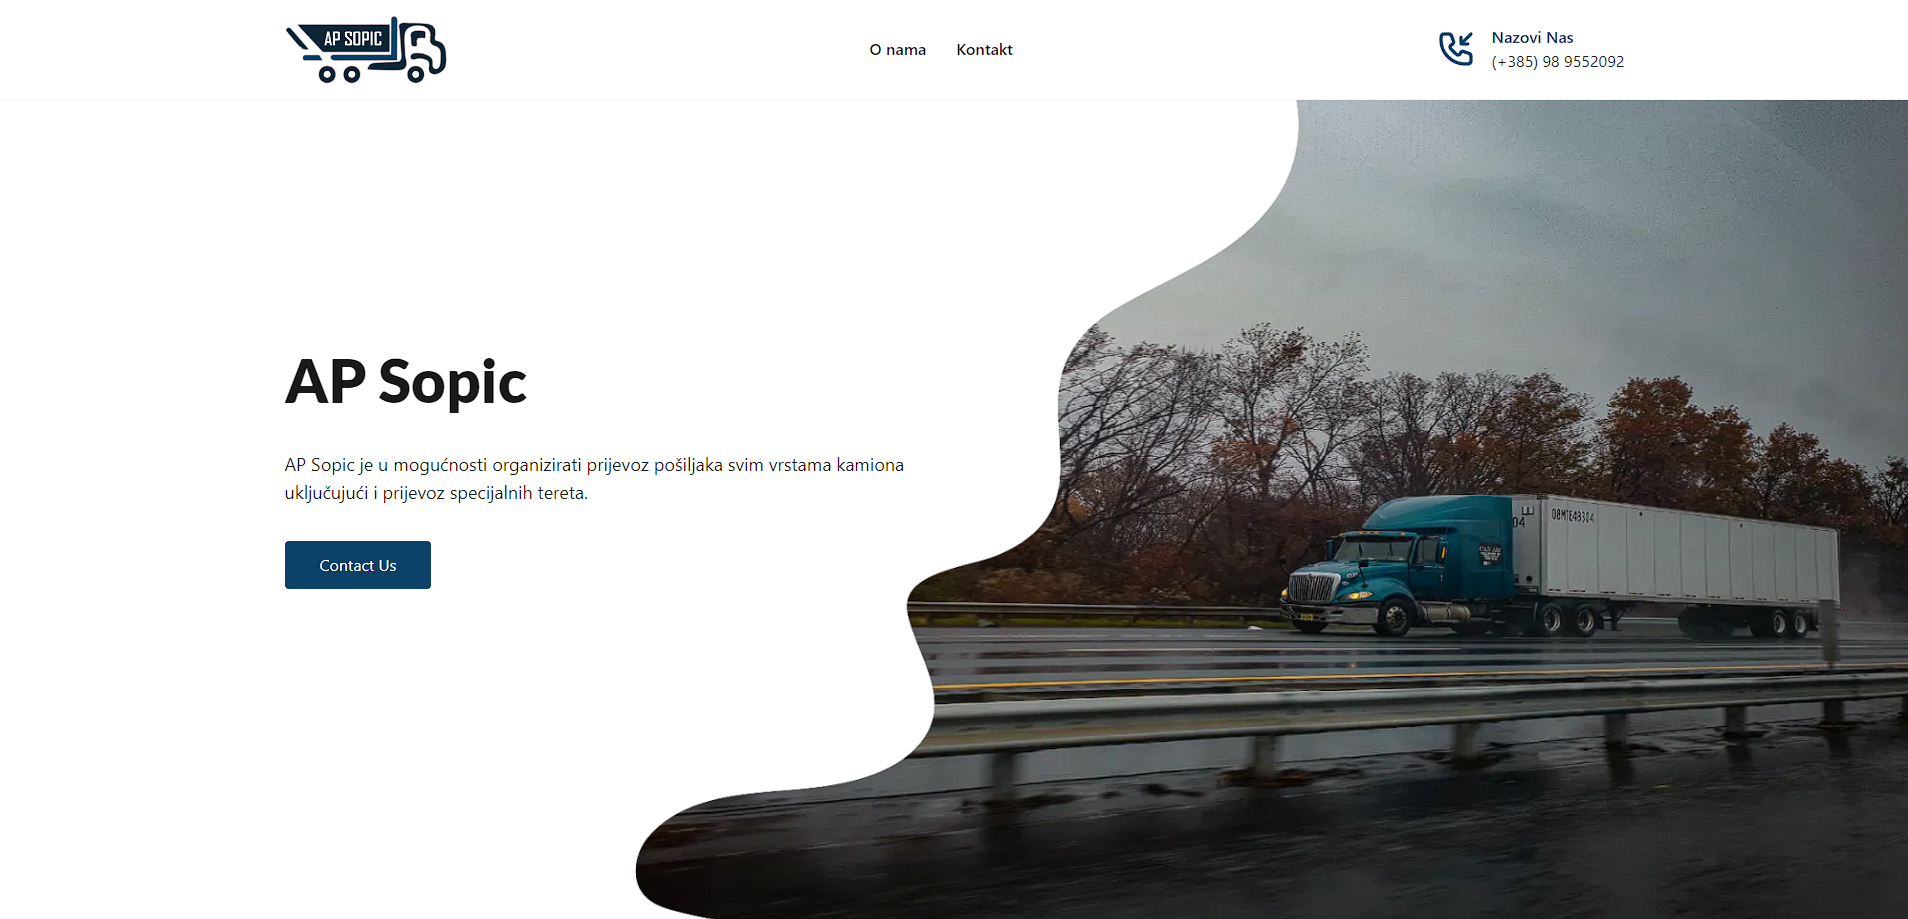 AP SOPIC
O nama
Kontakt
Nazovi Nas
(+385) 98 9552092
AP Sopic
AP Sopic je u mogućnosti organizirati prijevoz pošiljaka svim vrstama kamiona
uključujući i prijevoz specijalnih tereta.
Contact Us
04
08MTE48304